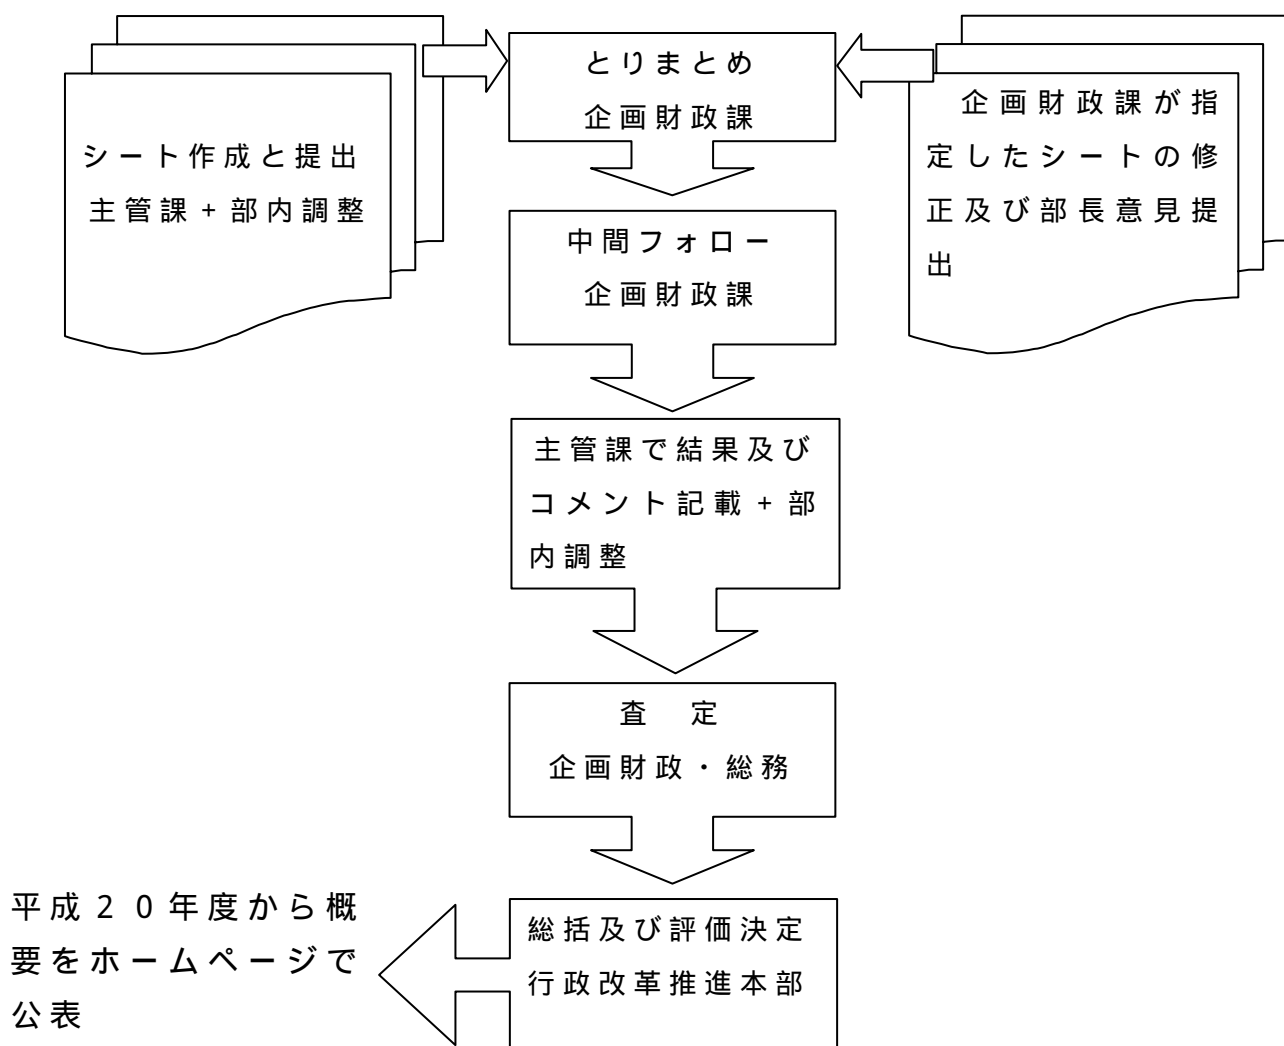 シート作成と提出
主管課+部内調整
とりまとめ
企画財政課
企画財政課が指
定したシートの修
正及び部長意見提
出
中間フォロー
企画財政課
主管課で結果及び
コメント記載+部
内調整
査　定
企画財政・総務
総括及び評価決定
行政改革推進本部
平成20年度から概
要をホームページで
公表